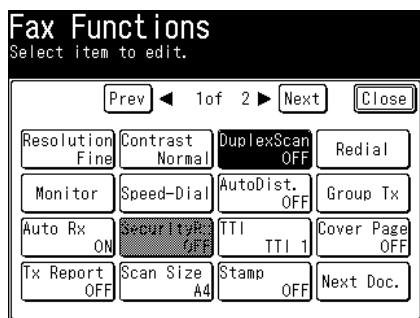 Fax Functions
Select item to edit.
Prev ◀ 1of 2 ▶ Next Close
Resolution Contrast DuplexScan Redial
Fine Normal OFF
Monitor Speed-Dial AutoDist. Group Tx
OFF
Auto Rx SecurityRx TTI Cover Page
ON OFF TTI 1 OFF
Tx Report Scan Size Stamp Next Doc.
OFF A4 OFF